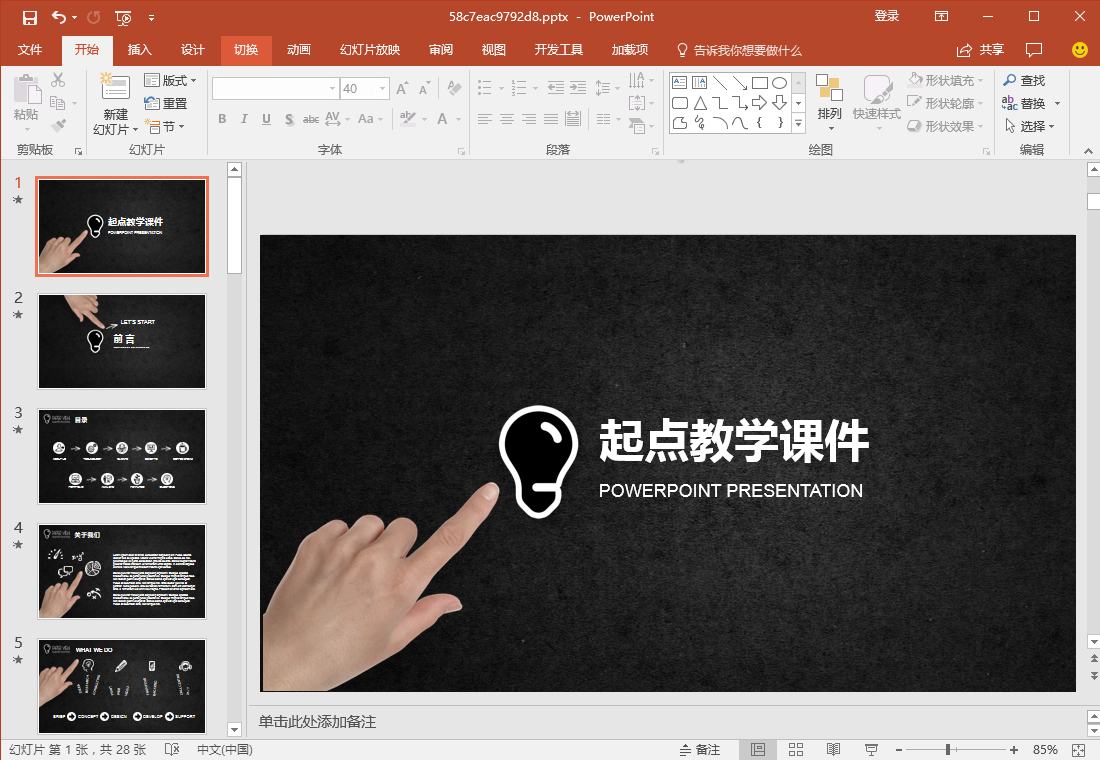 58c7eac9792d8.pptx - PowerPoint
登录
文件 开始 插入 设计 切换 动画 幻灯片放映 审阅 视图 开发工具 加载项 告诉我你想要做什么 共享
粘贴
剪贴板
新建
幻灯片
版式
重置
节
幻灯片
40
B I U S abc AV Aa A
字体
段落
排列
快速样式
形状填充
形状轮廓
形状效果
绘图
查找
替换
选择
编辑
1
起点教学课件
POWERPOINT PRESENTATION
2
LET'S START
前言
3
目录
4
关于我们
5
WHAT WE DO
BRIEF CONCEPT DESIGN DEVELOP SUPPORT
起点教学课件
POWERPOINT PRESENTATION
单击此处添加备注
幻灯片 第 1 张，共 28 张 中文(中国) 备注 85%